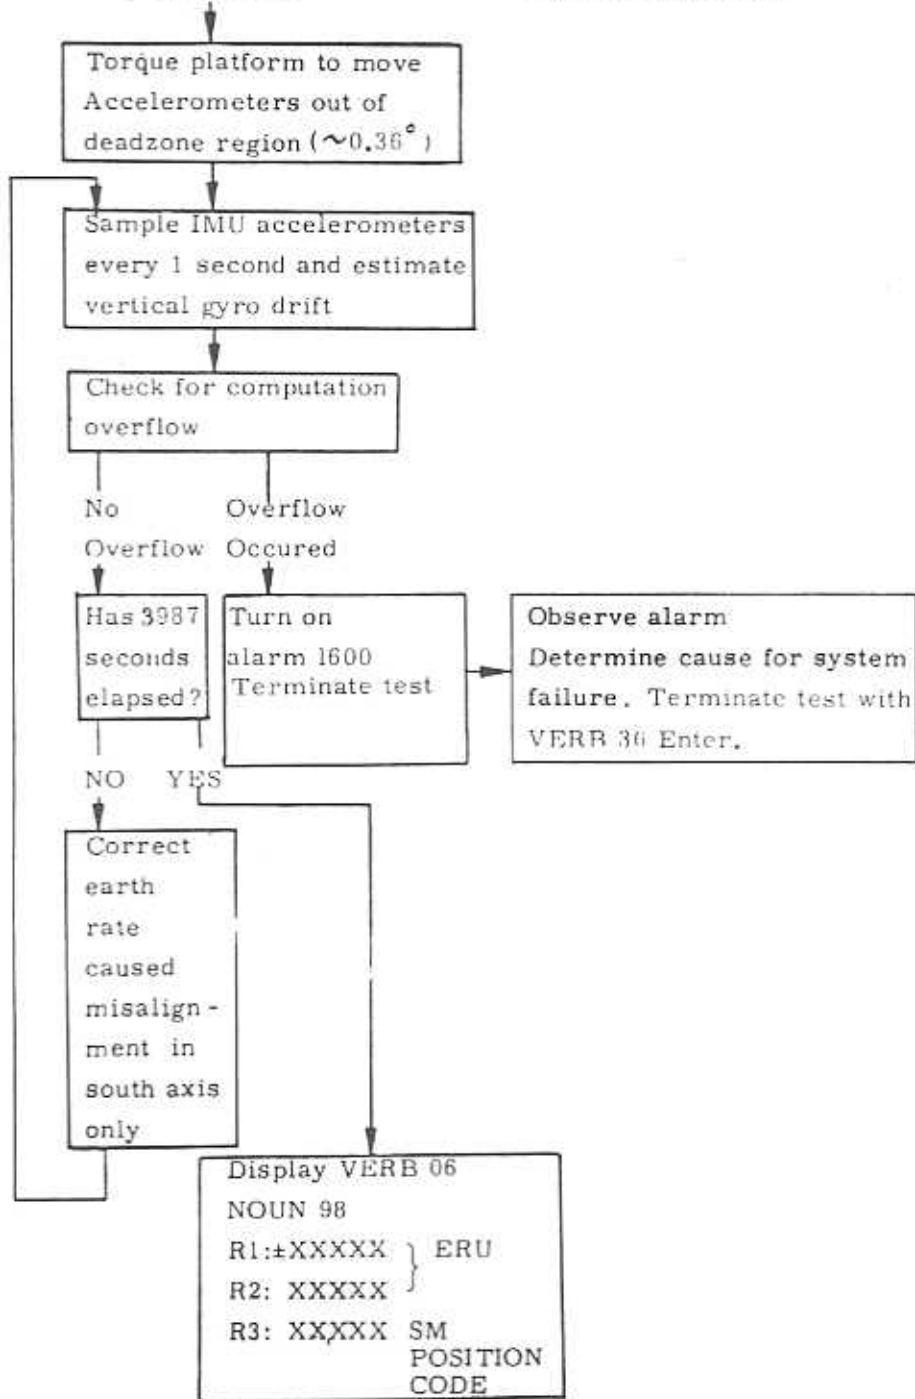 Torque platform to move
Accelerometers out of
deadzone region (~0.36°)
Sample IMU accelerometers
every 1 second and estimate
vertical gyro drift
Check for computation
overflow
No
Overflow
Overflow
Occured
Has 3987
seconds
elapsed?
Turn on
alarm 1600
Terminate test
Observe alarm
Determine cause for system
failure. Terminate test with
VERB 36 Enter.
NO YES
Correct
earth
rate
caused
misalign -
ment in
south axis
only
Display VERB 06
NOUN 98
R1:±XXXXX } ERU
R2: XXXXX
R3: XX,XXX SM
POSITION
CODE